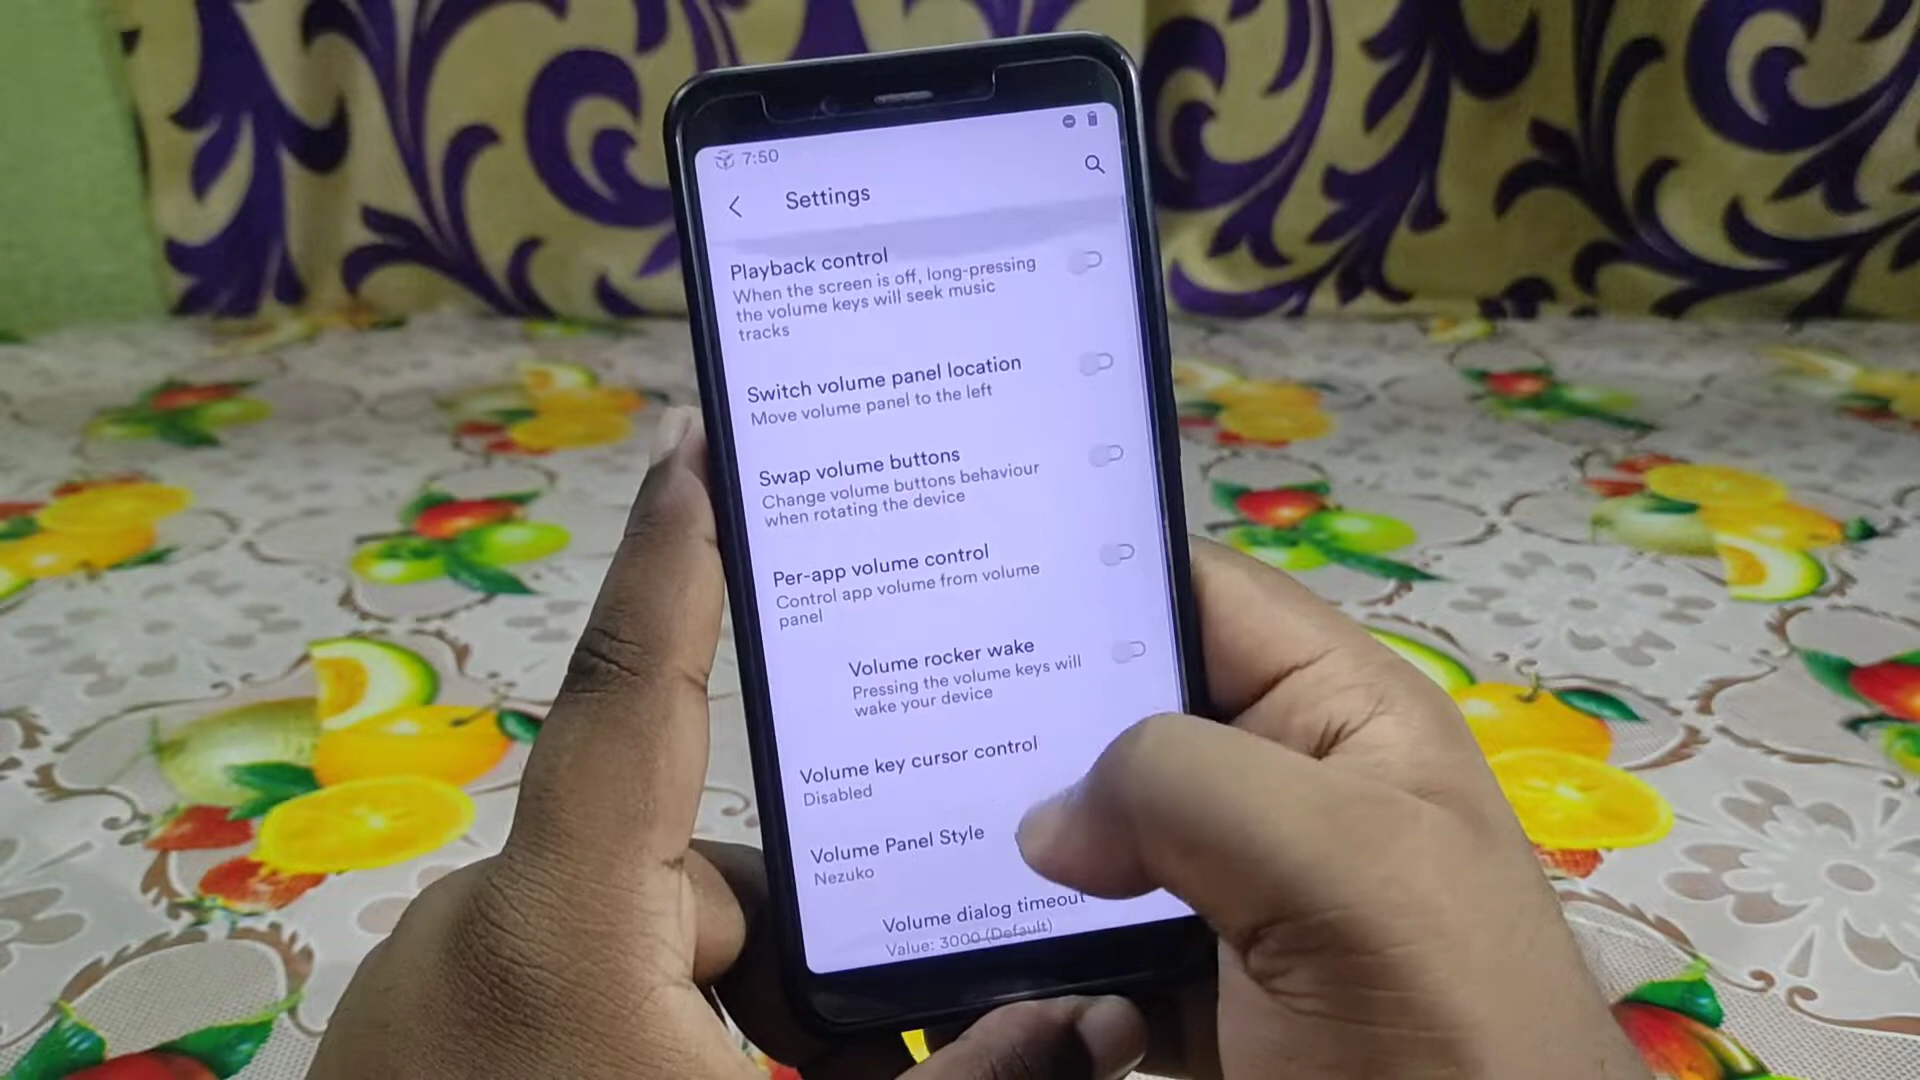 7:50
Settings
Playback control
When the screen is off, long-pressing
the volume keys will seek music
tracks
Switch volume panel location
Move volume panel to the left
Swap volume buttons
Change volume buttons behaviour
when rotating the device
Per-app volume control
Control app volume from volume
panel
Volume rocker wake
Pressing the volume keys will
wake your device
Volume key cursor control
Disabled
Volume Panel Style
Nezuko
Volume dialog timeout
Value: 3000 (Default)